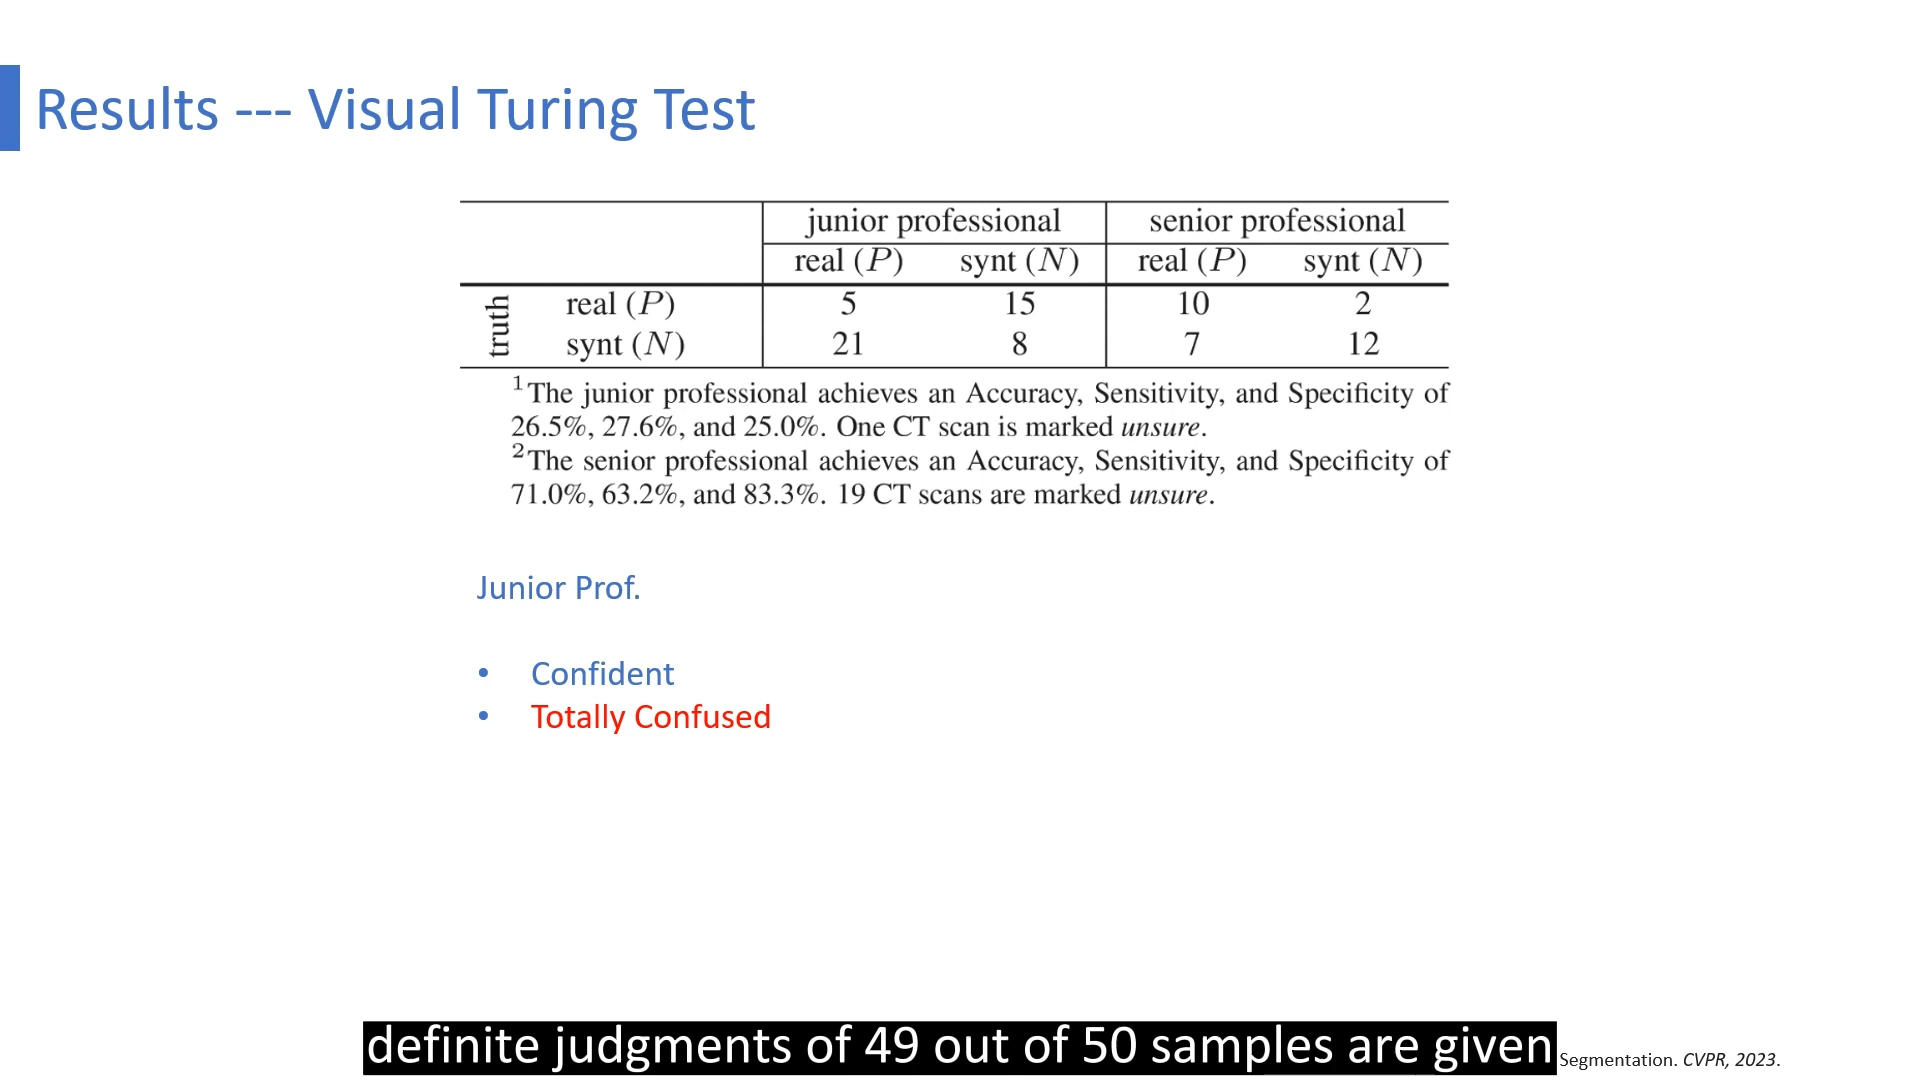 Results --- Visual Turing Test
junior professional senior professional
real (P) synt (N) real (P) synt (N)
truth
real (P) 5 15 10 2
synt (N) 21 8 7 12
1 The junior professional achieves an Accuracy, Sensitivity, and Specificity of
26.5%, 27.6%, and 25.0%. One CT scan is marked unsure.
2 The senior professional achieves an Accuracy, Sensitivity, and Specificity of
71.0%, 63.2%, and 83.3%. 19 CT scans are marked unsure.
Junior Prof.
• Confident
• Totally Confused
definite judgments of 49 out of 50 samples are given
Segmentation. CVPR, 2023.